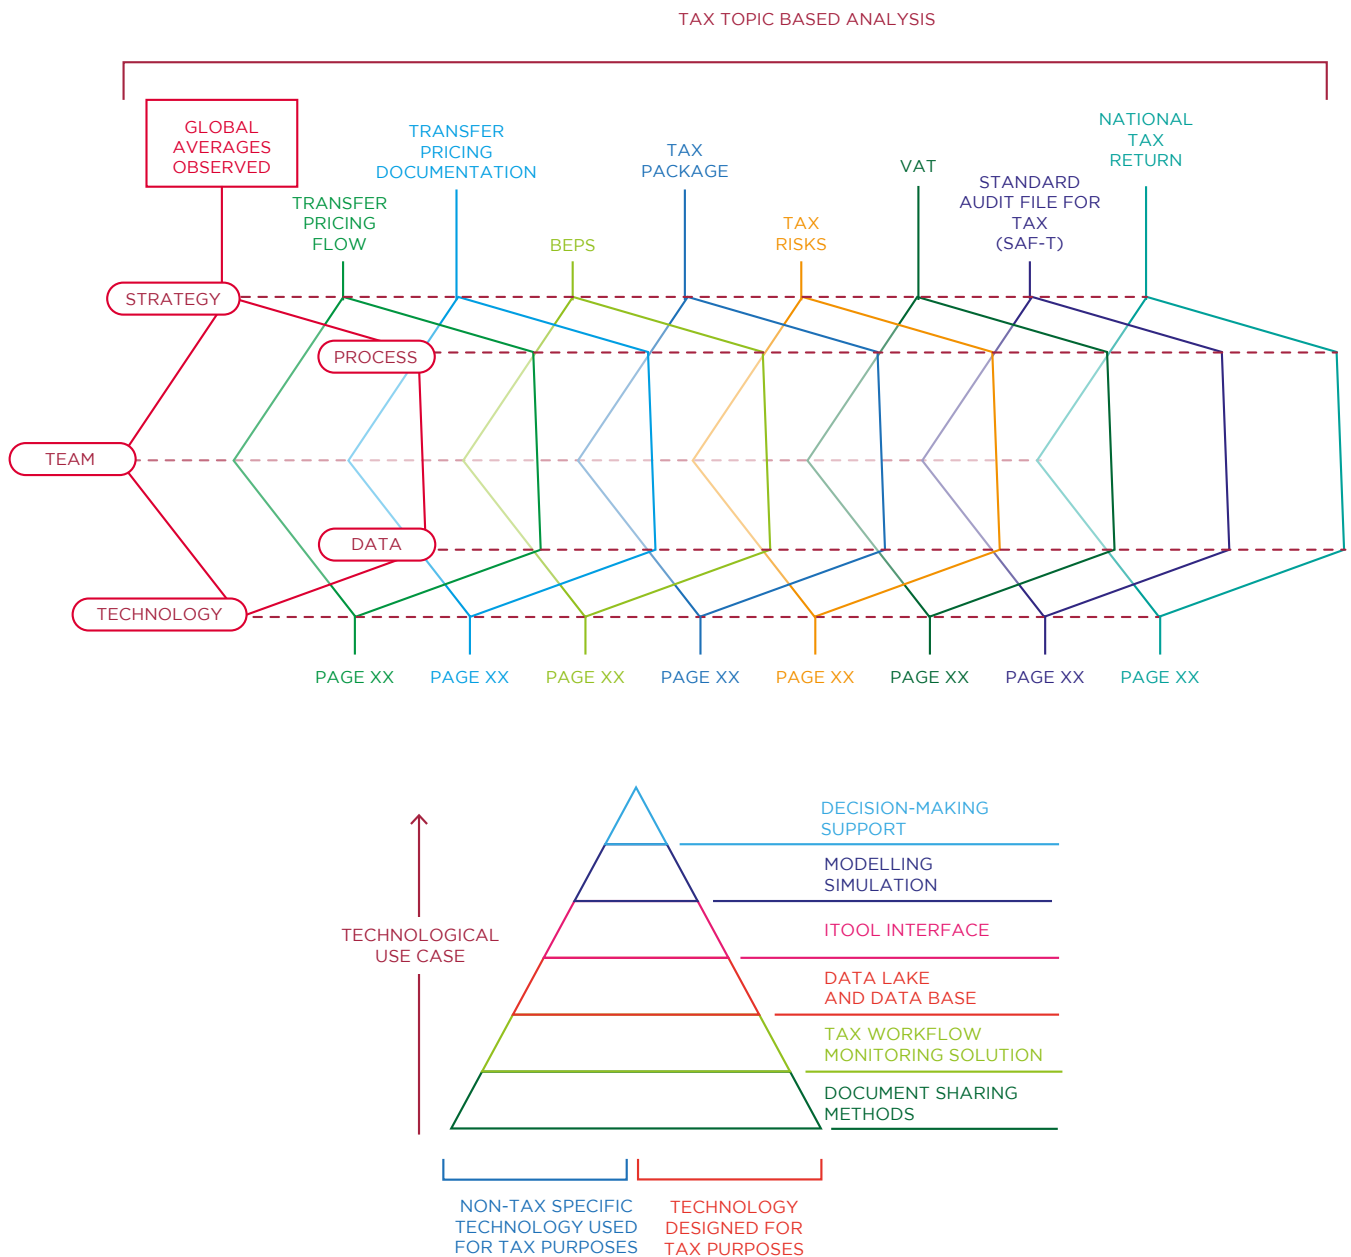 TAX TOPIC BASED ANALYSIS
GLOBAL
AVERAGES
OBSERVED
TRANSFER
PRICING
FLOW
TRANSFER
PRICING
DOCUMENTATION
BEPS
TAX
PACKAGE
TAX
RISKS
VAT
STANDARD
AUDIT FILE FOR
TAX
(SAF-T)
NATIONAL
TAX
RETURN
STRATEGY
PROCESS
TEAM
DATA
TECHNOLOGY
PAGE XX
PAGE XX
PAGE XX
PAGE XX
PAGE XX
PAGE XX
PAGE XX
PAGE XX
TECHNOLOGICAL
USE CASE
DECISION-MAKING
SUPPORT
MODELLING
SIMULATION
ITOOL INTERFACE
DATA LAKE
AND DATA BASE
TAX WORKFLOW
MONITORING SOLUTION
DOCUMENT SHARING
METHODS
NON-TAX SPECIFIC
TECHNOLOGY USED
FOR TAX PURPOSES
TECHNOLOGY
DESIGNED FOR
TAX PURPOSES